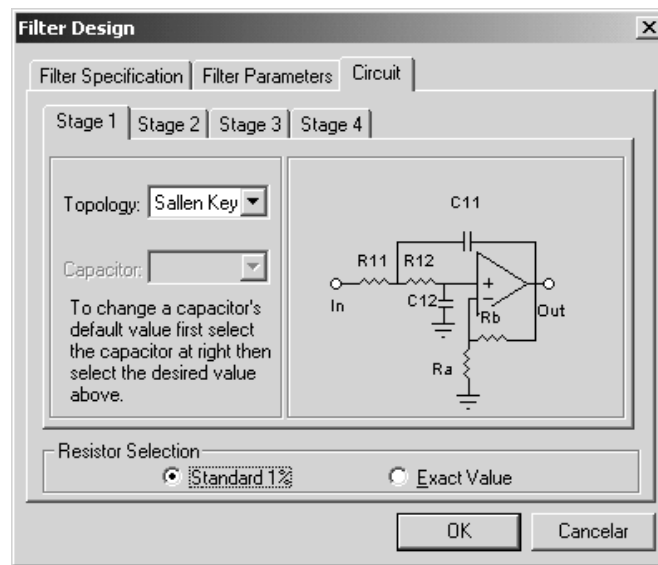 Filter Design
Filter Specification
Filter Parameters
Circuit
Stage 1
Stage 2
Stage 3
Stage 4
Topology: Sallen Key
Capacitor:
To change a capacitor's
default value first select
the capacitor at right then
select the desired value
above.
C11
R11
R12
+
In
C12
−
Rb
Out
Ra
Resistor Selection
Standard 1%
Exact Value
OK
Cancelar